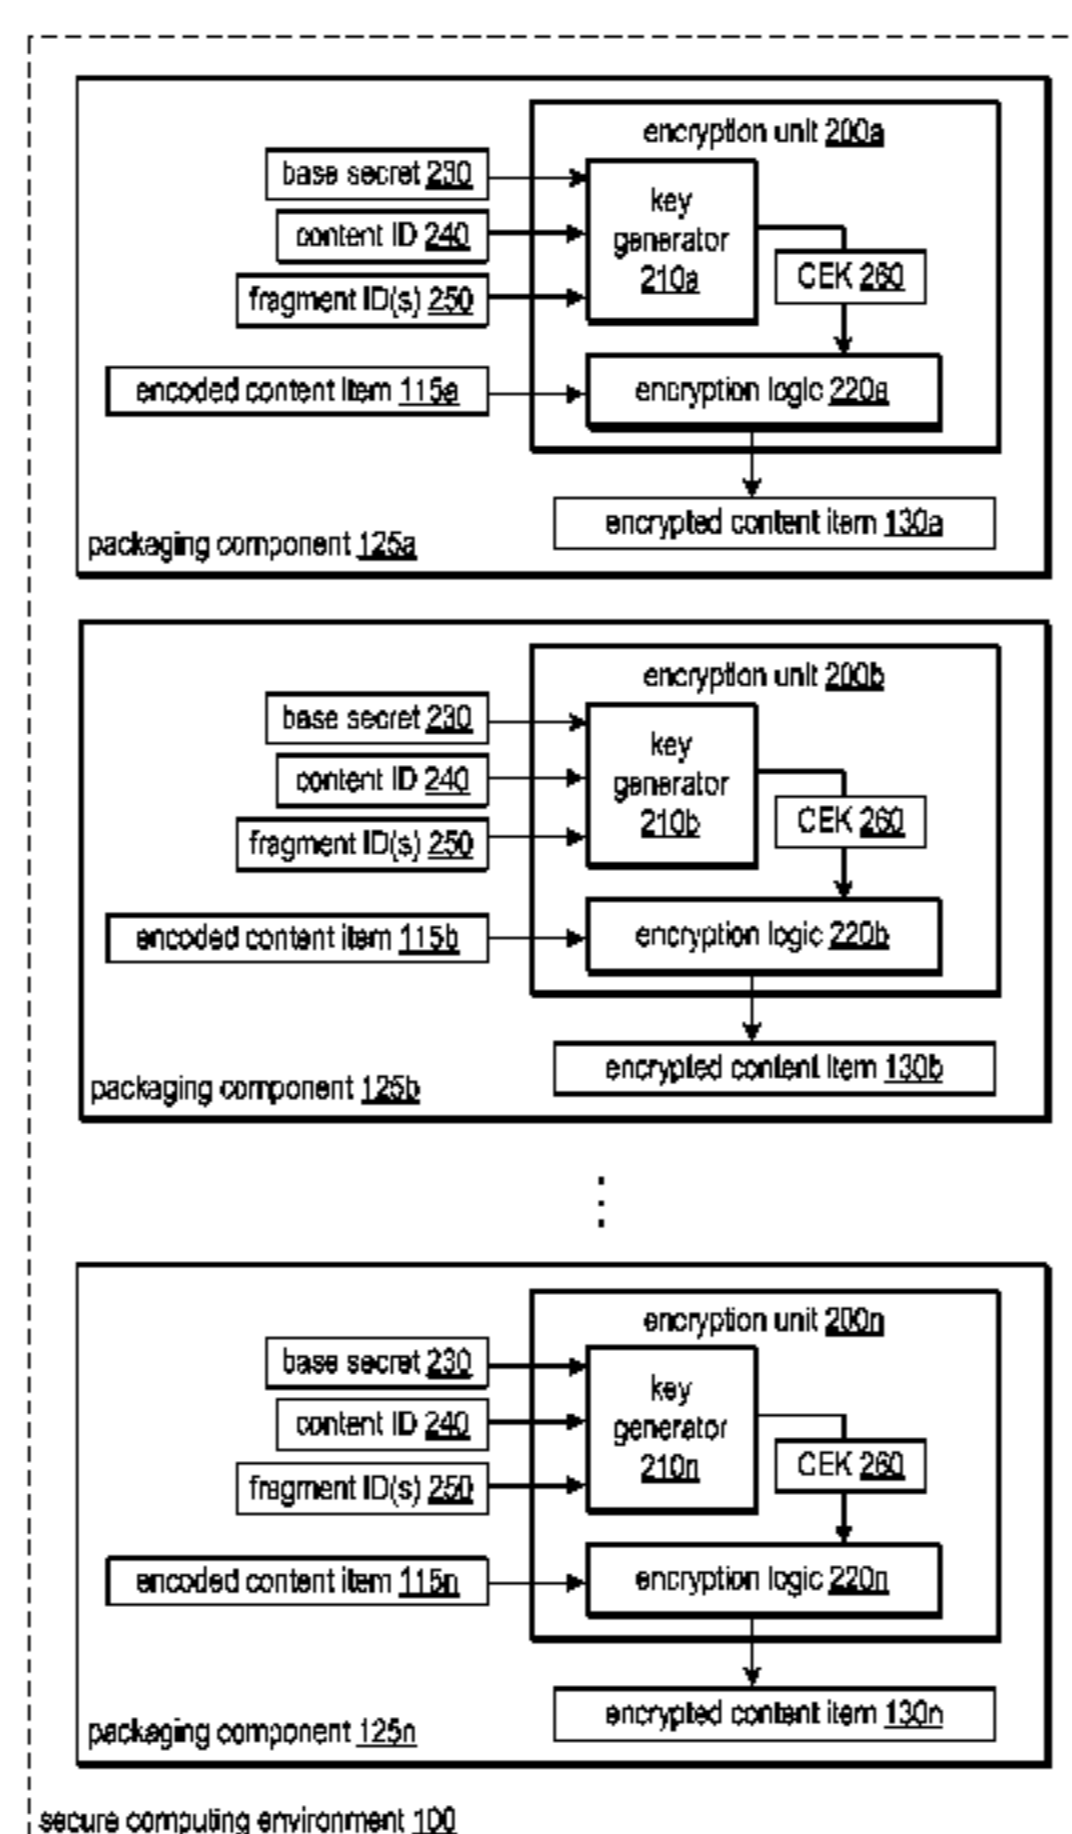 encryption unit 200a
base secret 230
key
generator
210a
content ID 240
CEK 260
fragment ID(s) 250
encoded content item 115a
encryption logic 220a
encrypted content item 130a
packaging component 125a
encryption unit 200b
base secret 230
key
generator
210b
content ID 240
CEK 260
fragment ID(s) 250
encoded content item 115b
encryption logic 220b
encrypted content item 130b
packaging component 125b
⋮
encryption unit 200n
base secret 230
key
generator
210n
content ID 240
CEK 260
fragment ID(s) 250
encoded content item 115n
encryption logic 220n
encrypted content item 130n
packaging component 125n
secure computing environment 100